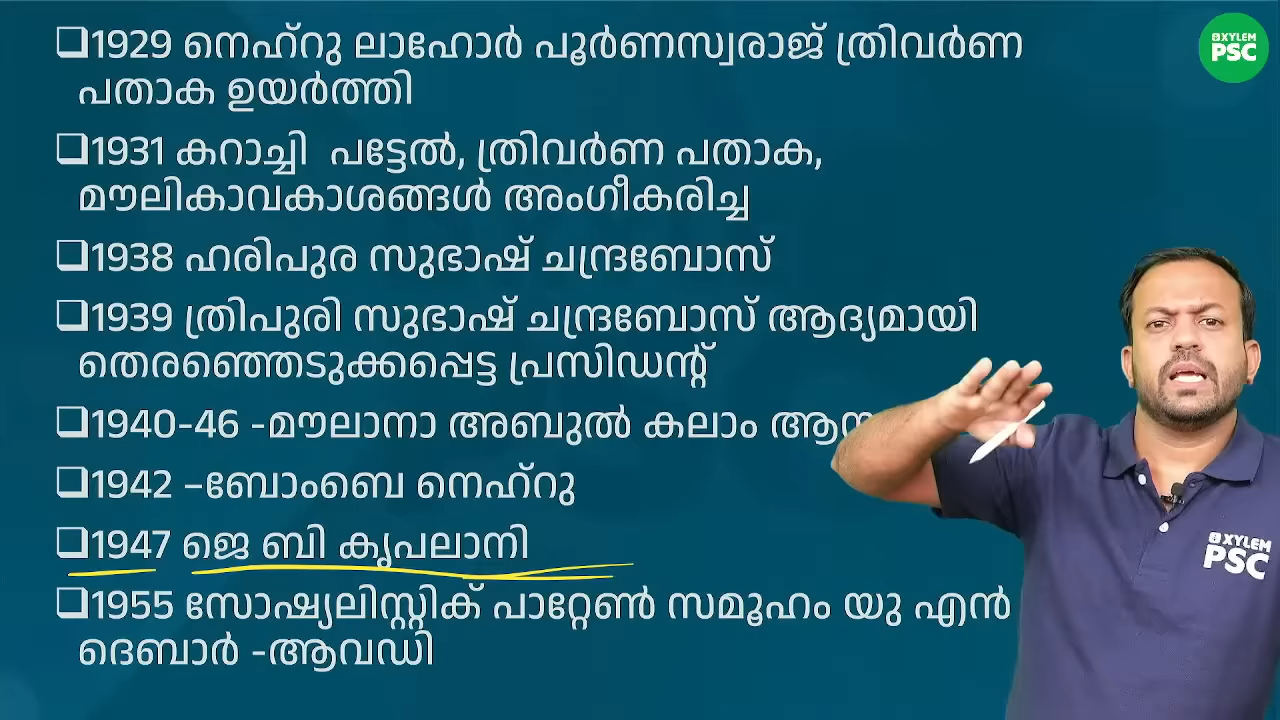 ❑1929 നെഹ്റു ലാഹോർ പൂർണസ്വരാജ് ത്രിവർണ
പതാക ഉയർത്തി
❑1931 കറാച്ചി പട്ടേൽ, ത്രിവർണ പതാക,
മൗലികാവകാശങ്ങൾ അംഗീകരിച്ച
❑1938 ഹരിപുര സുഭാഷ് ചന്ദ്രബോസ്
❑1939 ത്രിപുരി സുഭാഷ് ചന്ദ്രബോസ് ആദ്യമായി
തെരഞ്ഞെടുക്കപ്പെട്ട പ്രസിഡന്റ്
❑1940-46 -മൗലാനാ അബുൽ കലാം
❑1942 –ബോംബെ നെഹ്റു
❑1947 ജെ ബി കൃപലാനി
❑1955 സോഷ്യലിസ്റ്റിക് പാറ്റേൺ സമൂഹം യു എൻ
ദെബാർ -ആവഡി
XYLEM
PSC
XYLEM
PSC